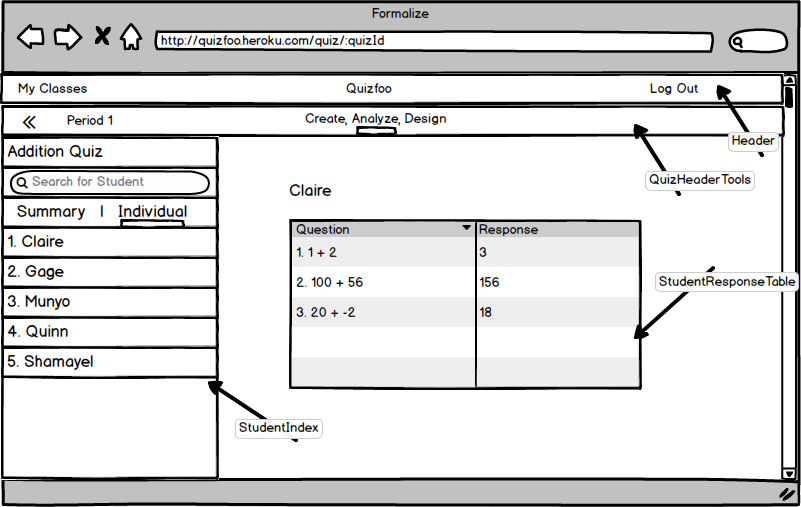 Formalize
http://quizfoo.heroku.com/quiz/:quizId
My Classes Quizfoo Log Out
Header
Period 1 Create, Analyze, Design
QuizHeaderTools
Addition Quiz
Search for Student
Summary | Individual
1. Claire
2. Gage
3. Munyo
4. Quinn
5. Shamayel
StudentIndex
Claire
Question Response
1. 1 + 2 3
2. 100 + 56 156
3. 20 + -2 18
StudentResponseTable